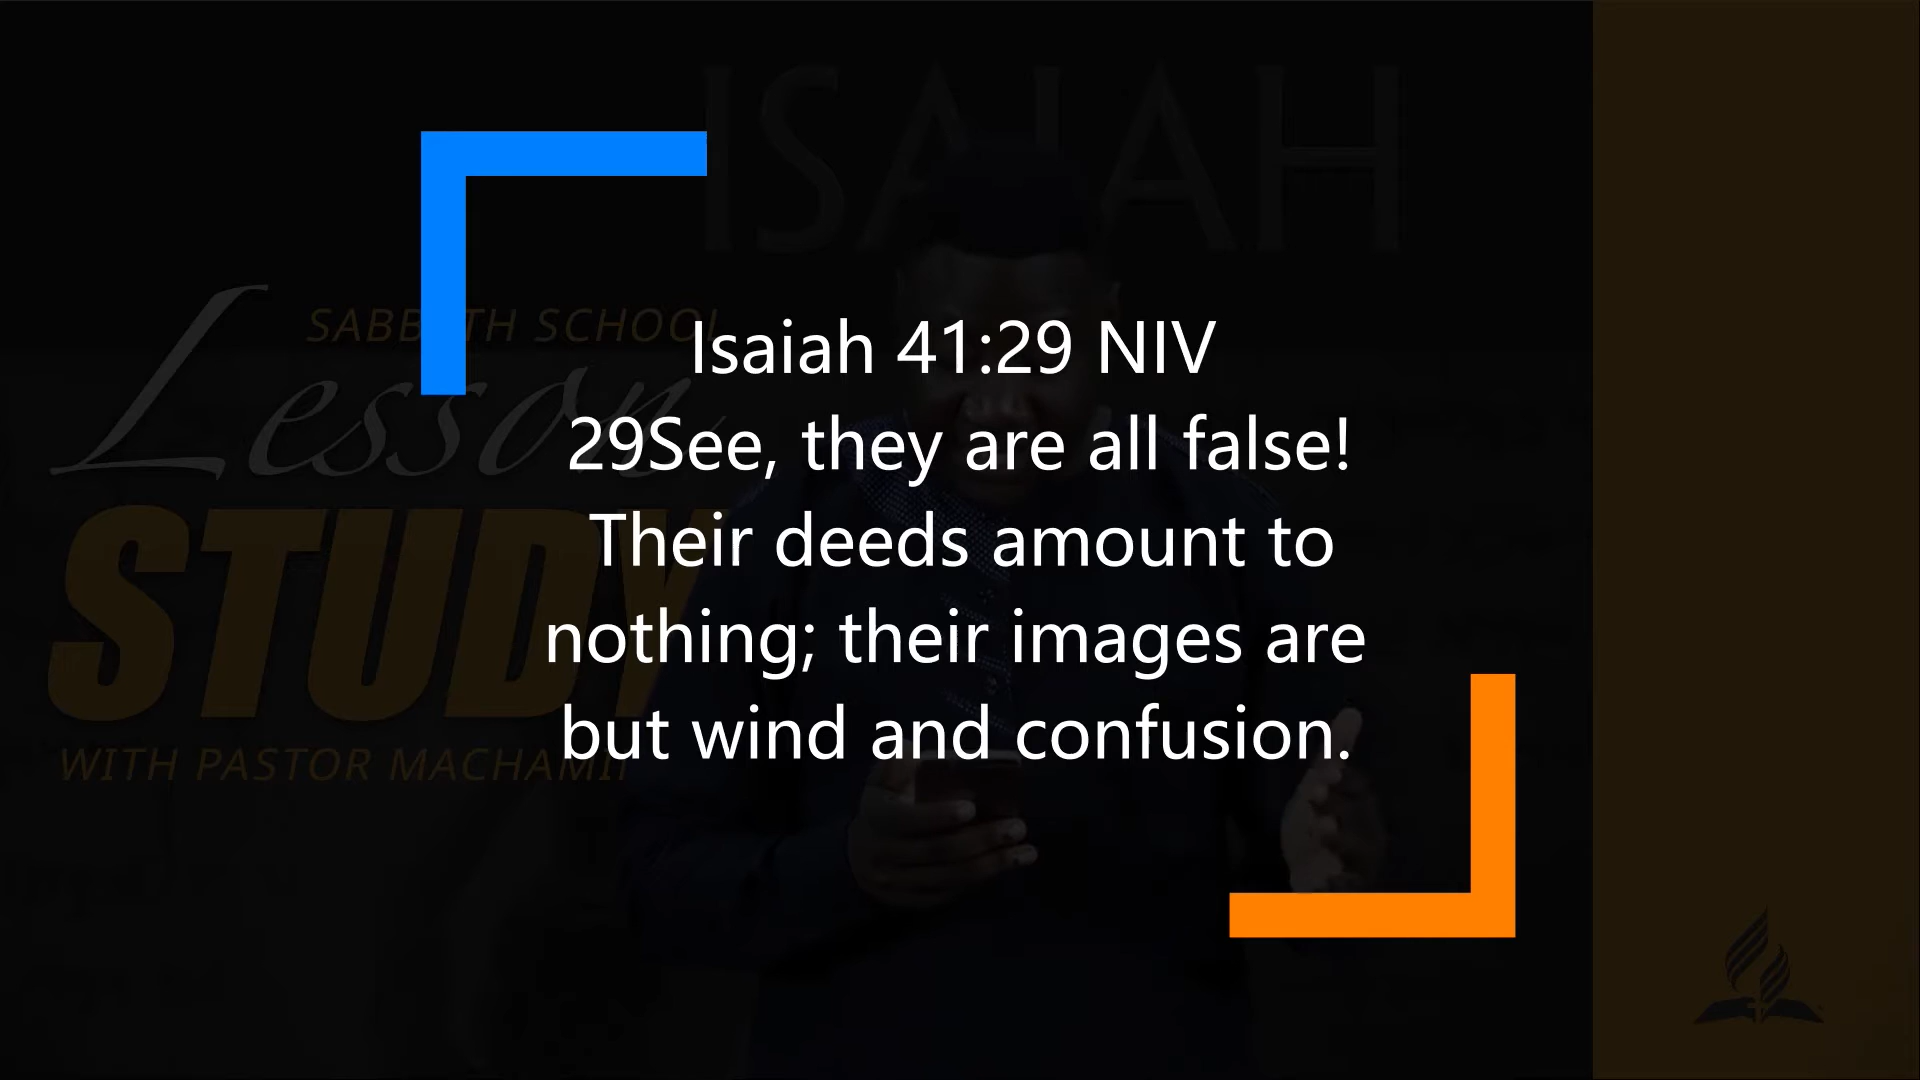 ISAIAH
SABBATH SCHOOL
Lesson
STUDY
WITH PASTOR
Isaiah 41:29 NIV
29See, they are all false!
Their deeds amount to
nothing; their images are
but wind and confusion.